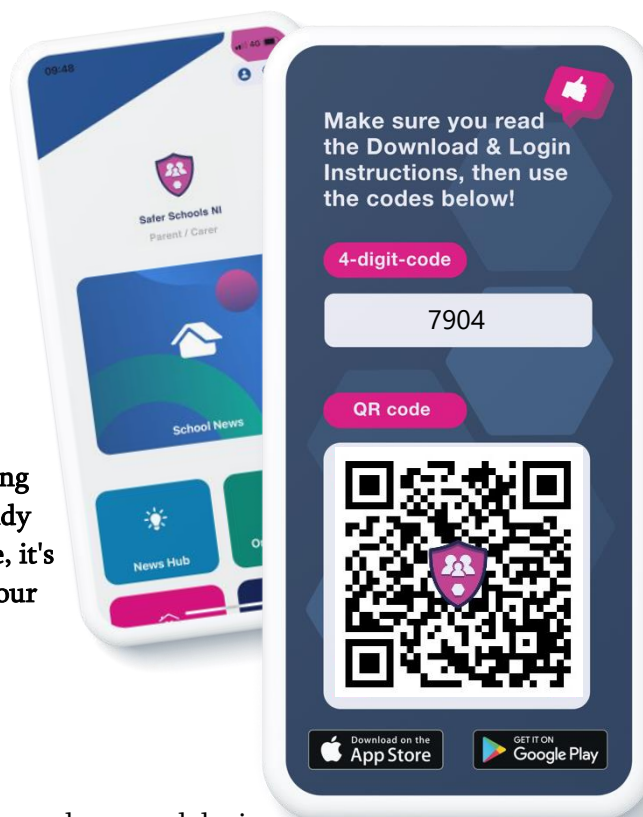 09:48
4G
Safer Schools NI
Parent / Carer
School News
News Hub
Make sure you read
the Download & Login
Instructions, then use
the codes below!
4-digit-code
7904
QR code
Download on the
App Store
GET IT ON
Google Play
it's